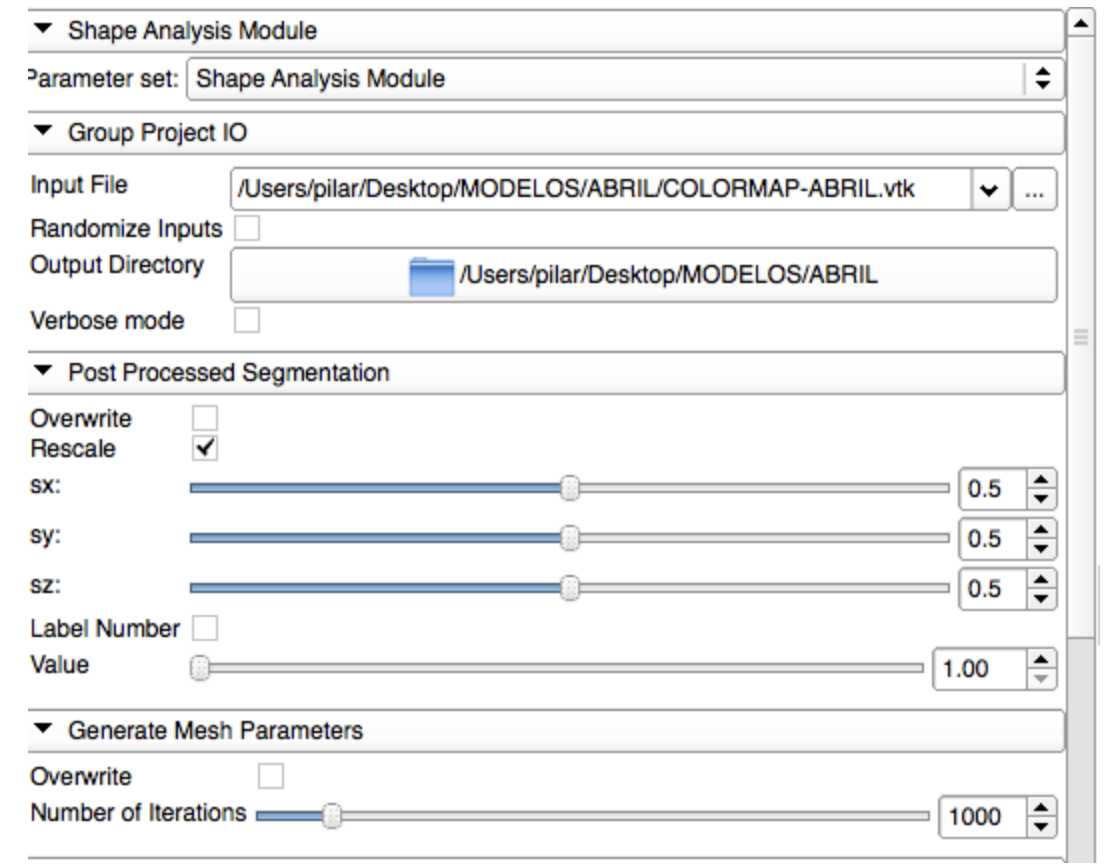 Shape Analysis Module
Parameter set: Shape Analysis Module
Group Project IO
Input File /Users/pilar/Desktop/MODELOS/ABRIL/COLORMAP-ABRIL.vtk ...
Randomize Inputs
Output Directory /Users/pilar/Desktop/MODELOS/ABRIL
Verbose mode
Post Processed Segmentation
Overwrite
Rescale
sx: 0.5
sy: 0.5
sz: 0.5
Label Number
Value 1.00
Generate Mesh Parameters
Overwrite
Number of Iterations 1000